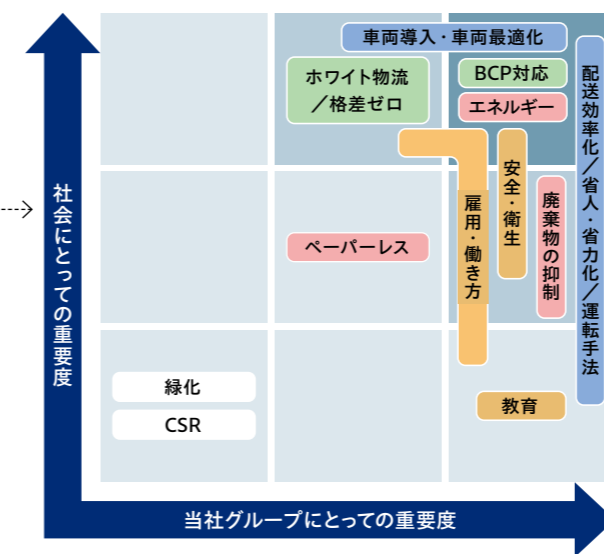 車両導入・車両最適化
ホワイト物流
／格差ゼロ
BCP対応
エネルギー
配送効率化／省人・省力化／運転手法
安全・衛生
雇用・働き方
廃棄物の抑制
ペーパーレス
社会にとっての重要度
緑化
CSR
教育
当社グループにとっての重要度